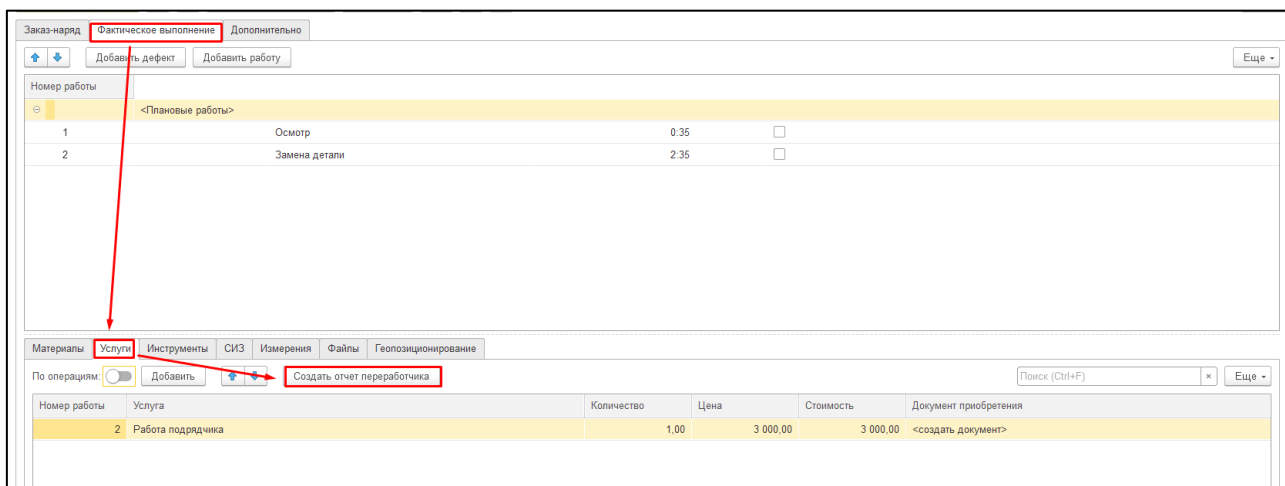 Заказ-наряд Фактическое выполнение Дополнительно
Добавить дефект Добавить работу Еще
Номер работы
<Плановые работы>
1 Осмотр 0:35
2 Замена детали 2:35
Материалы Услуги Инструменты СИЗ Измерения Файлы Геопозиционирование
По операциям: Добавить Создать отчет переработчика Поиск (Ctrl+F) × Еще
Номер работы Услуга Количество Цена Стоимость Документ приобретения
2 Работа подрядчика 1,00 3 000,00 3 000,00 <создать документ>